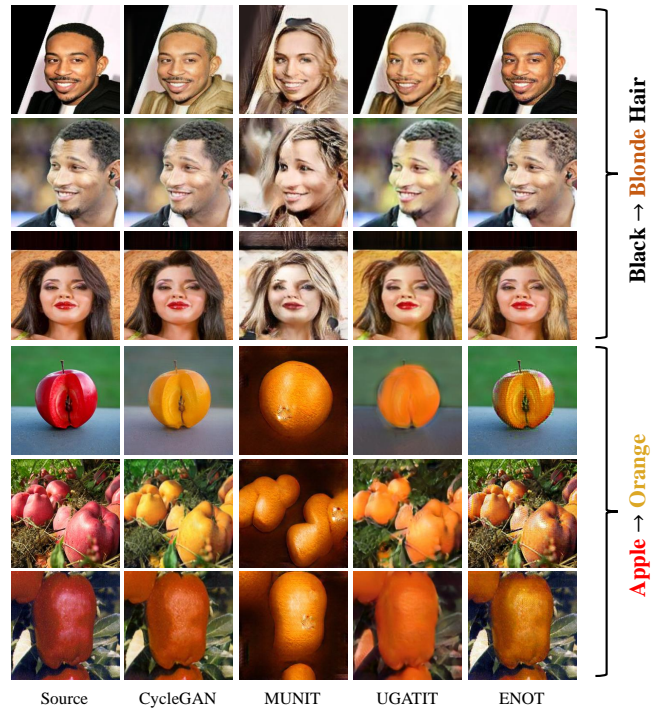 Black → Blonde Hair
Apple → Orange
Source
CycleGAN
MUNIT
UGATIT
ENOT